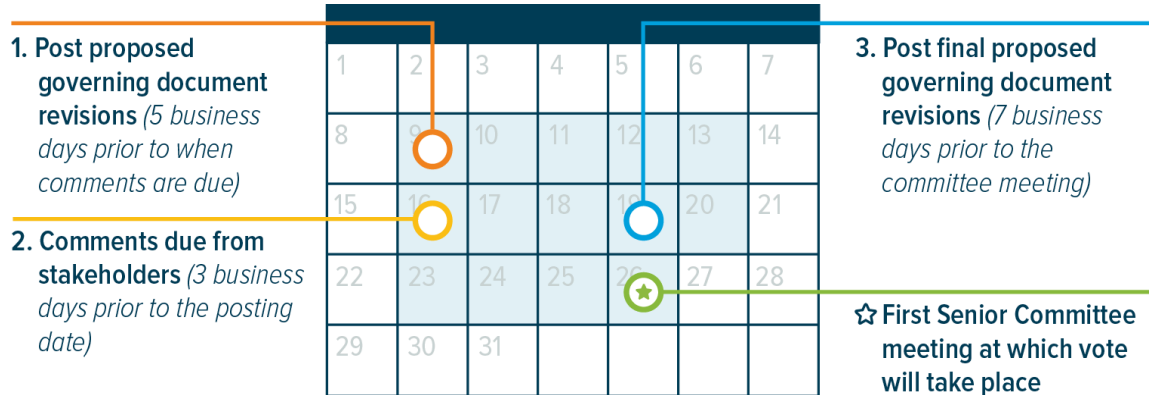 1. Post proposed
governing document
revisions (5 business
days prior to when
comments are due)
2. Comments due from
stakeholders (3 business
days prior to the posting
date)
1 2 3 4 5 6 7
8 9 10 11 12 13 14
15 16 17 18 19 20 21
22 23 24 25 26 27 28
29 30 31
3. Post final proposed
governing document
revisions (7 business
days prior to the
committee meeting)
First Senior Committee
meeting at which vote
will take place